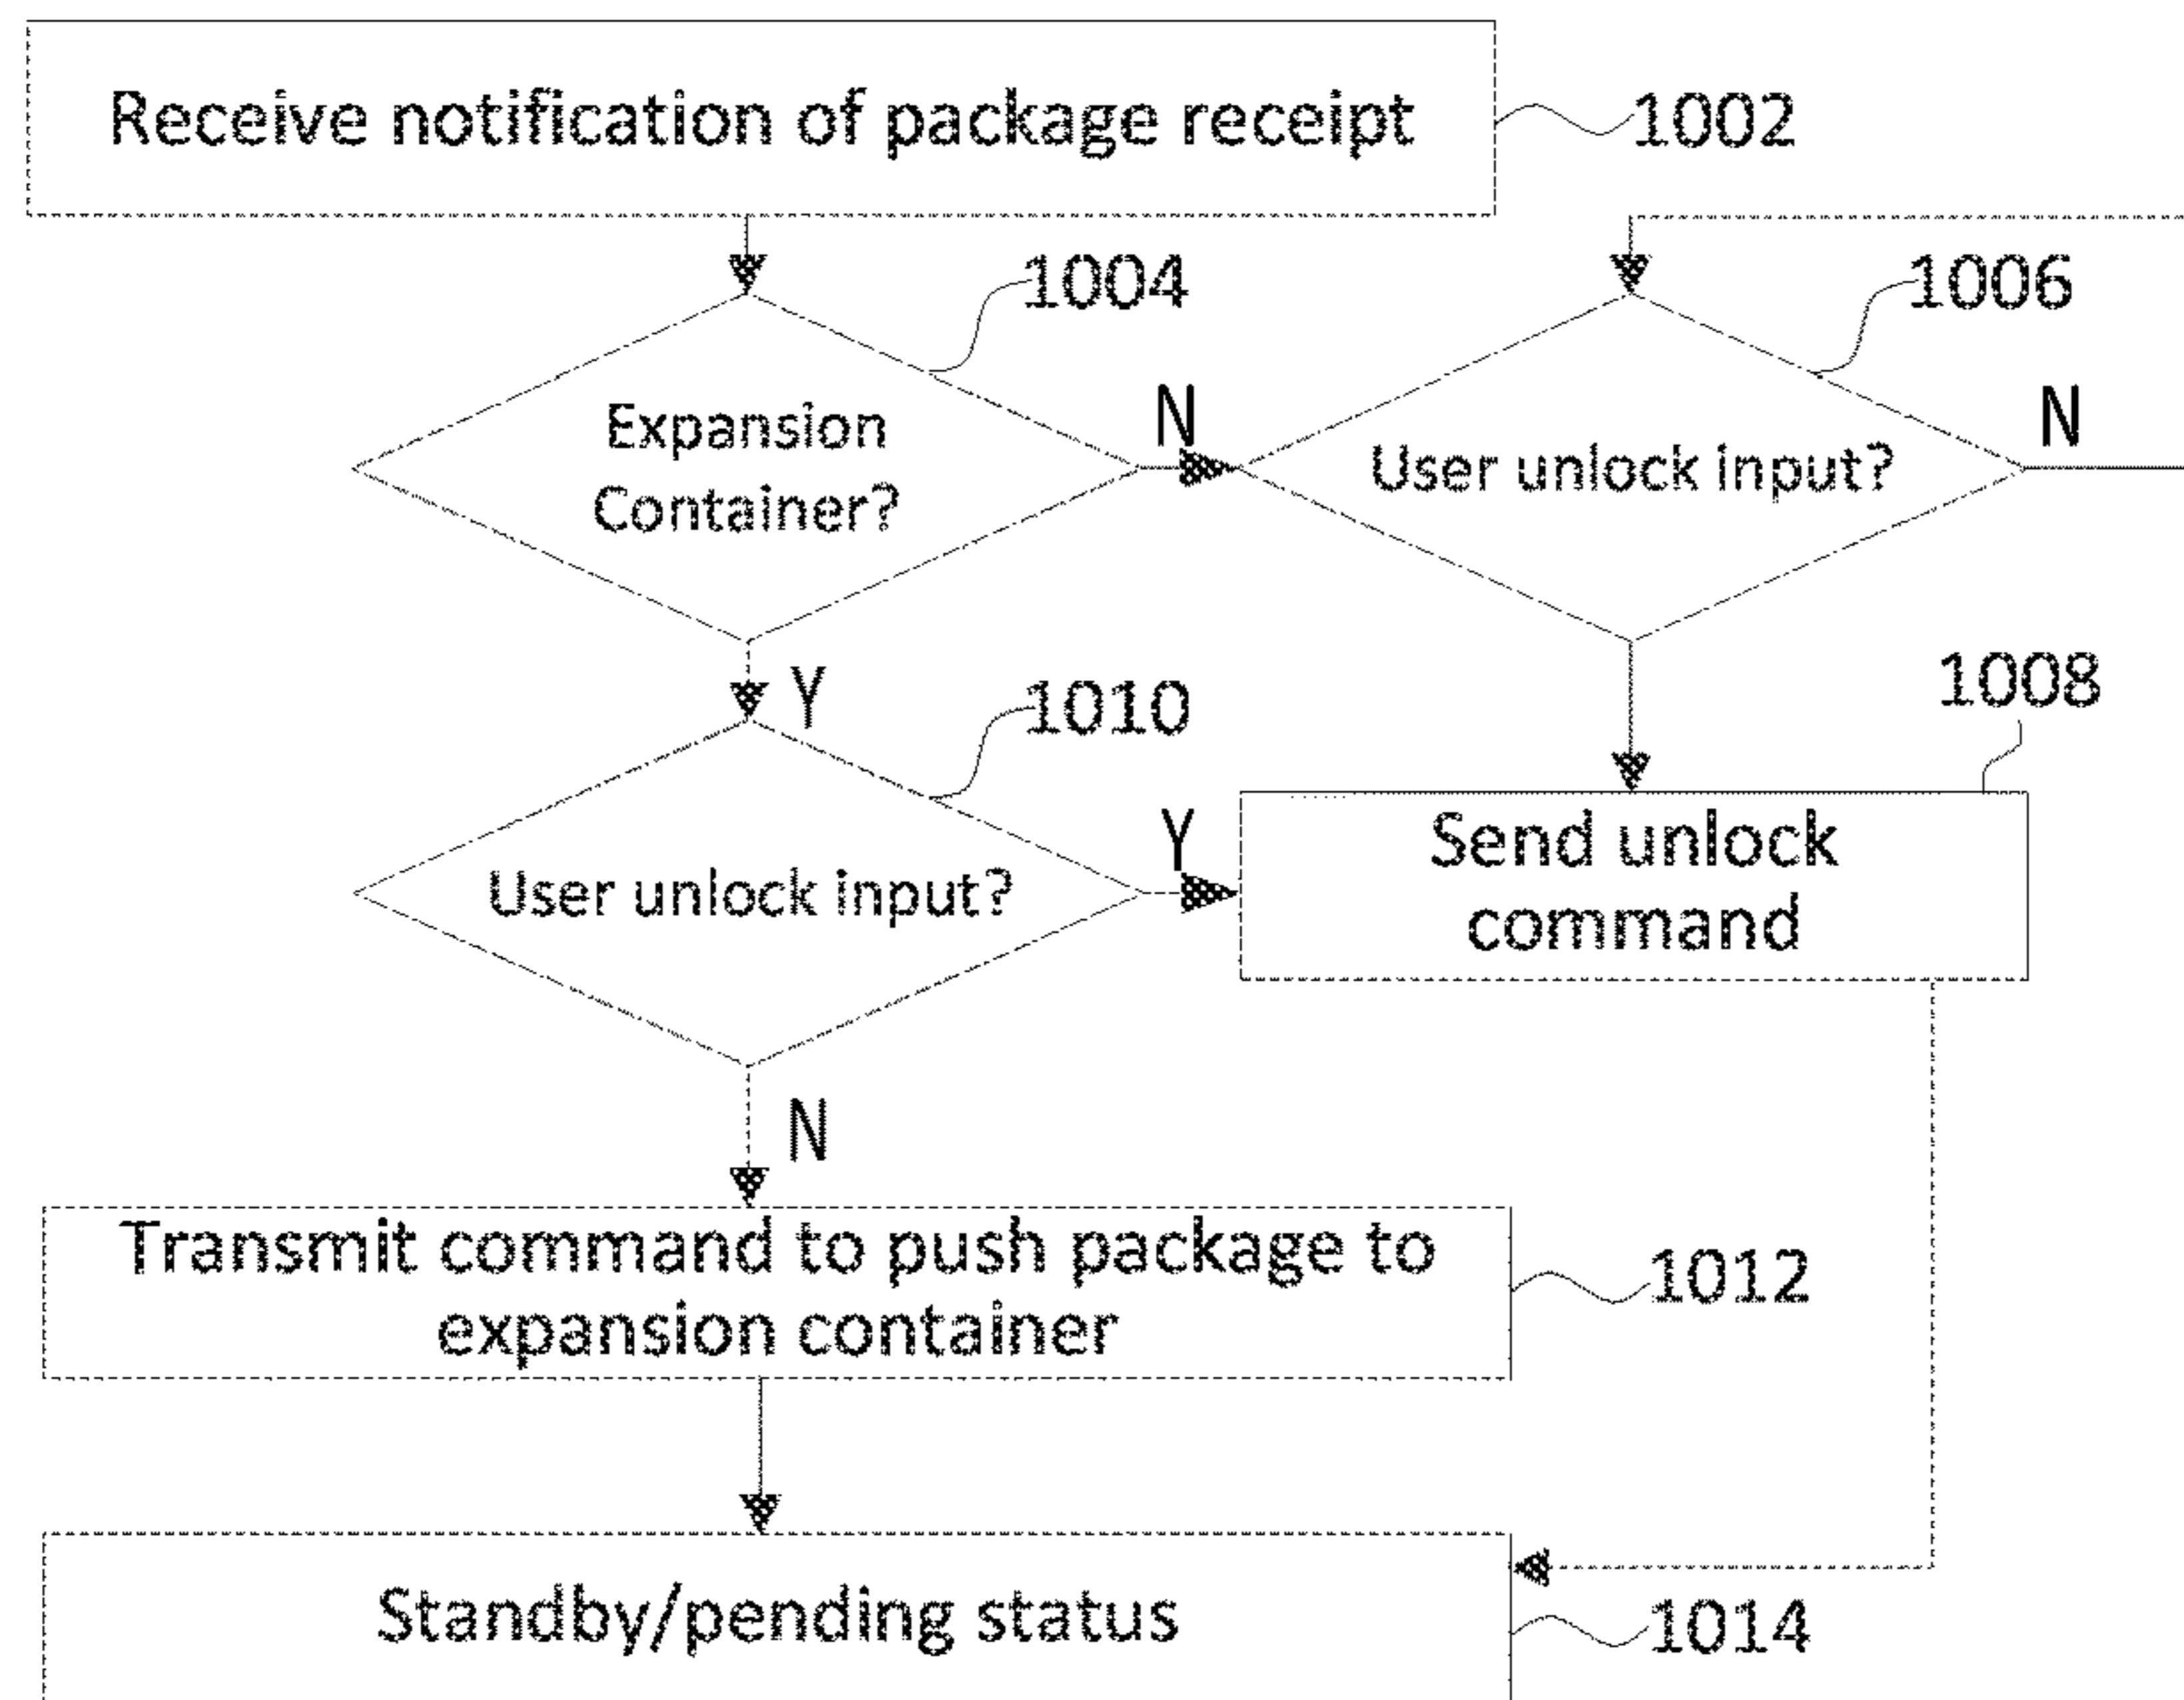 Receive notification of package receipt
1002
1004
1006
Expansion
Container?
N
User unlock input?
N
Y
1010
1008
User unlock input?
Y
Send unlock
command
N
Transmit command to push package to
expansion container
1012
Standby/pending status
1014